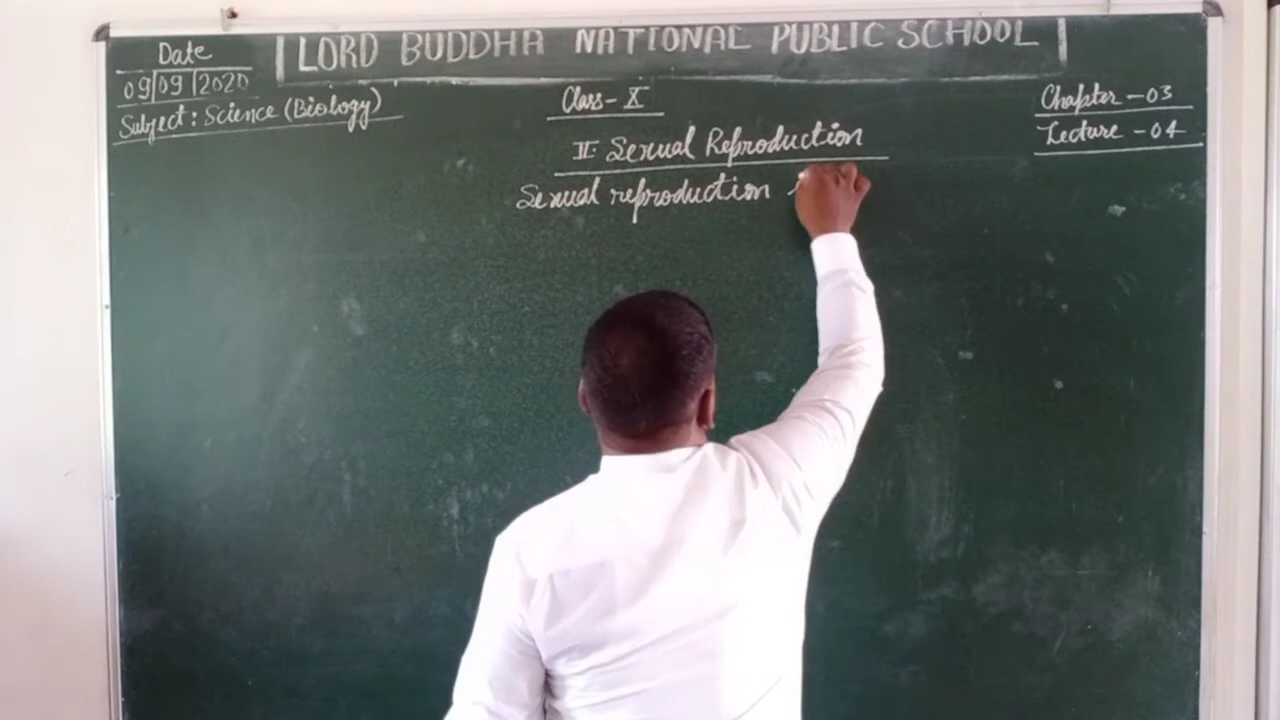 Date
LORD BUDDHA NATIONAL PUBLIC SCHOOL
09/09/2020
Subject: Science (Biology)
Class - X
Chapter - 03
Lecture - 04
II: Sexual Reproduction
Sexual reproduction